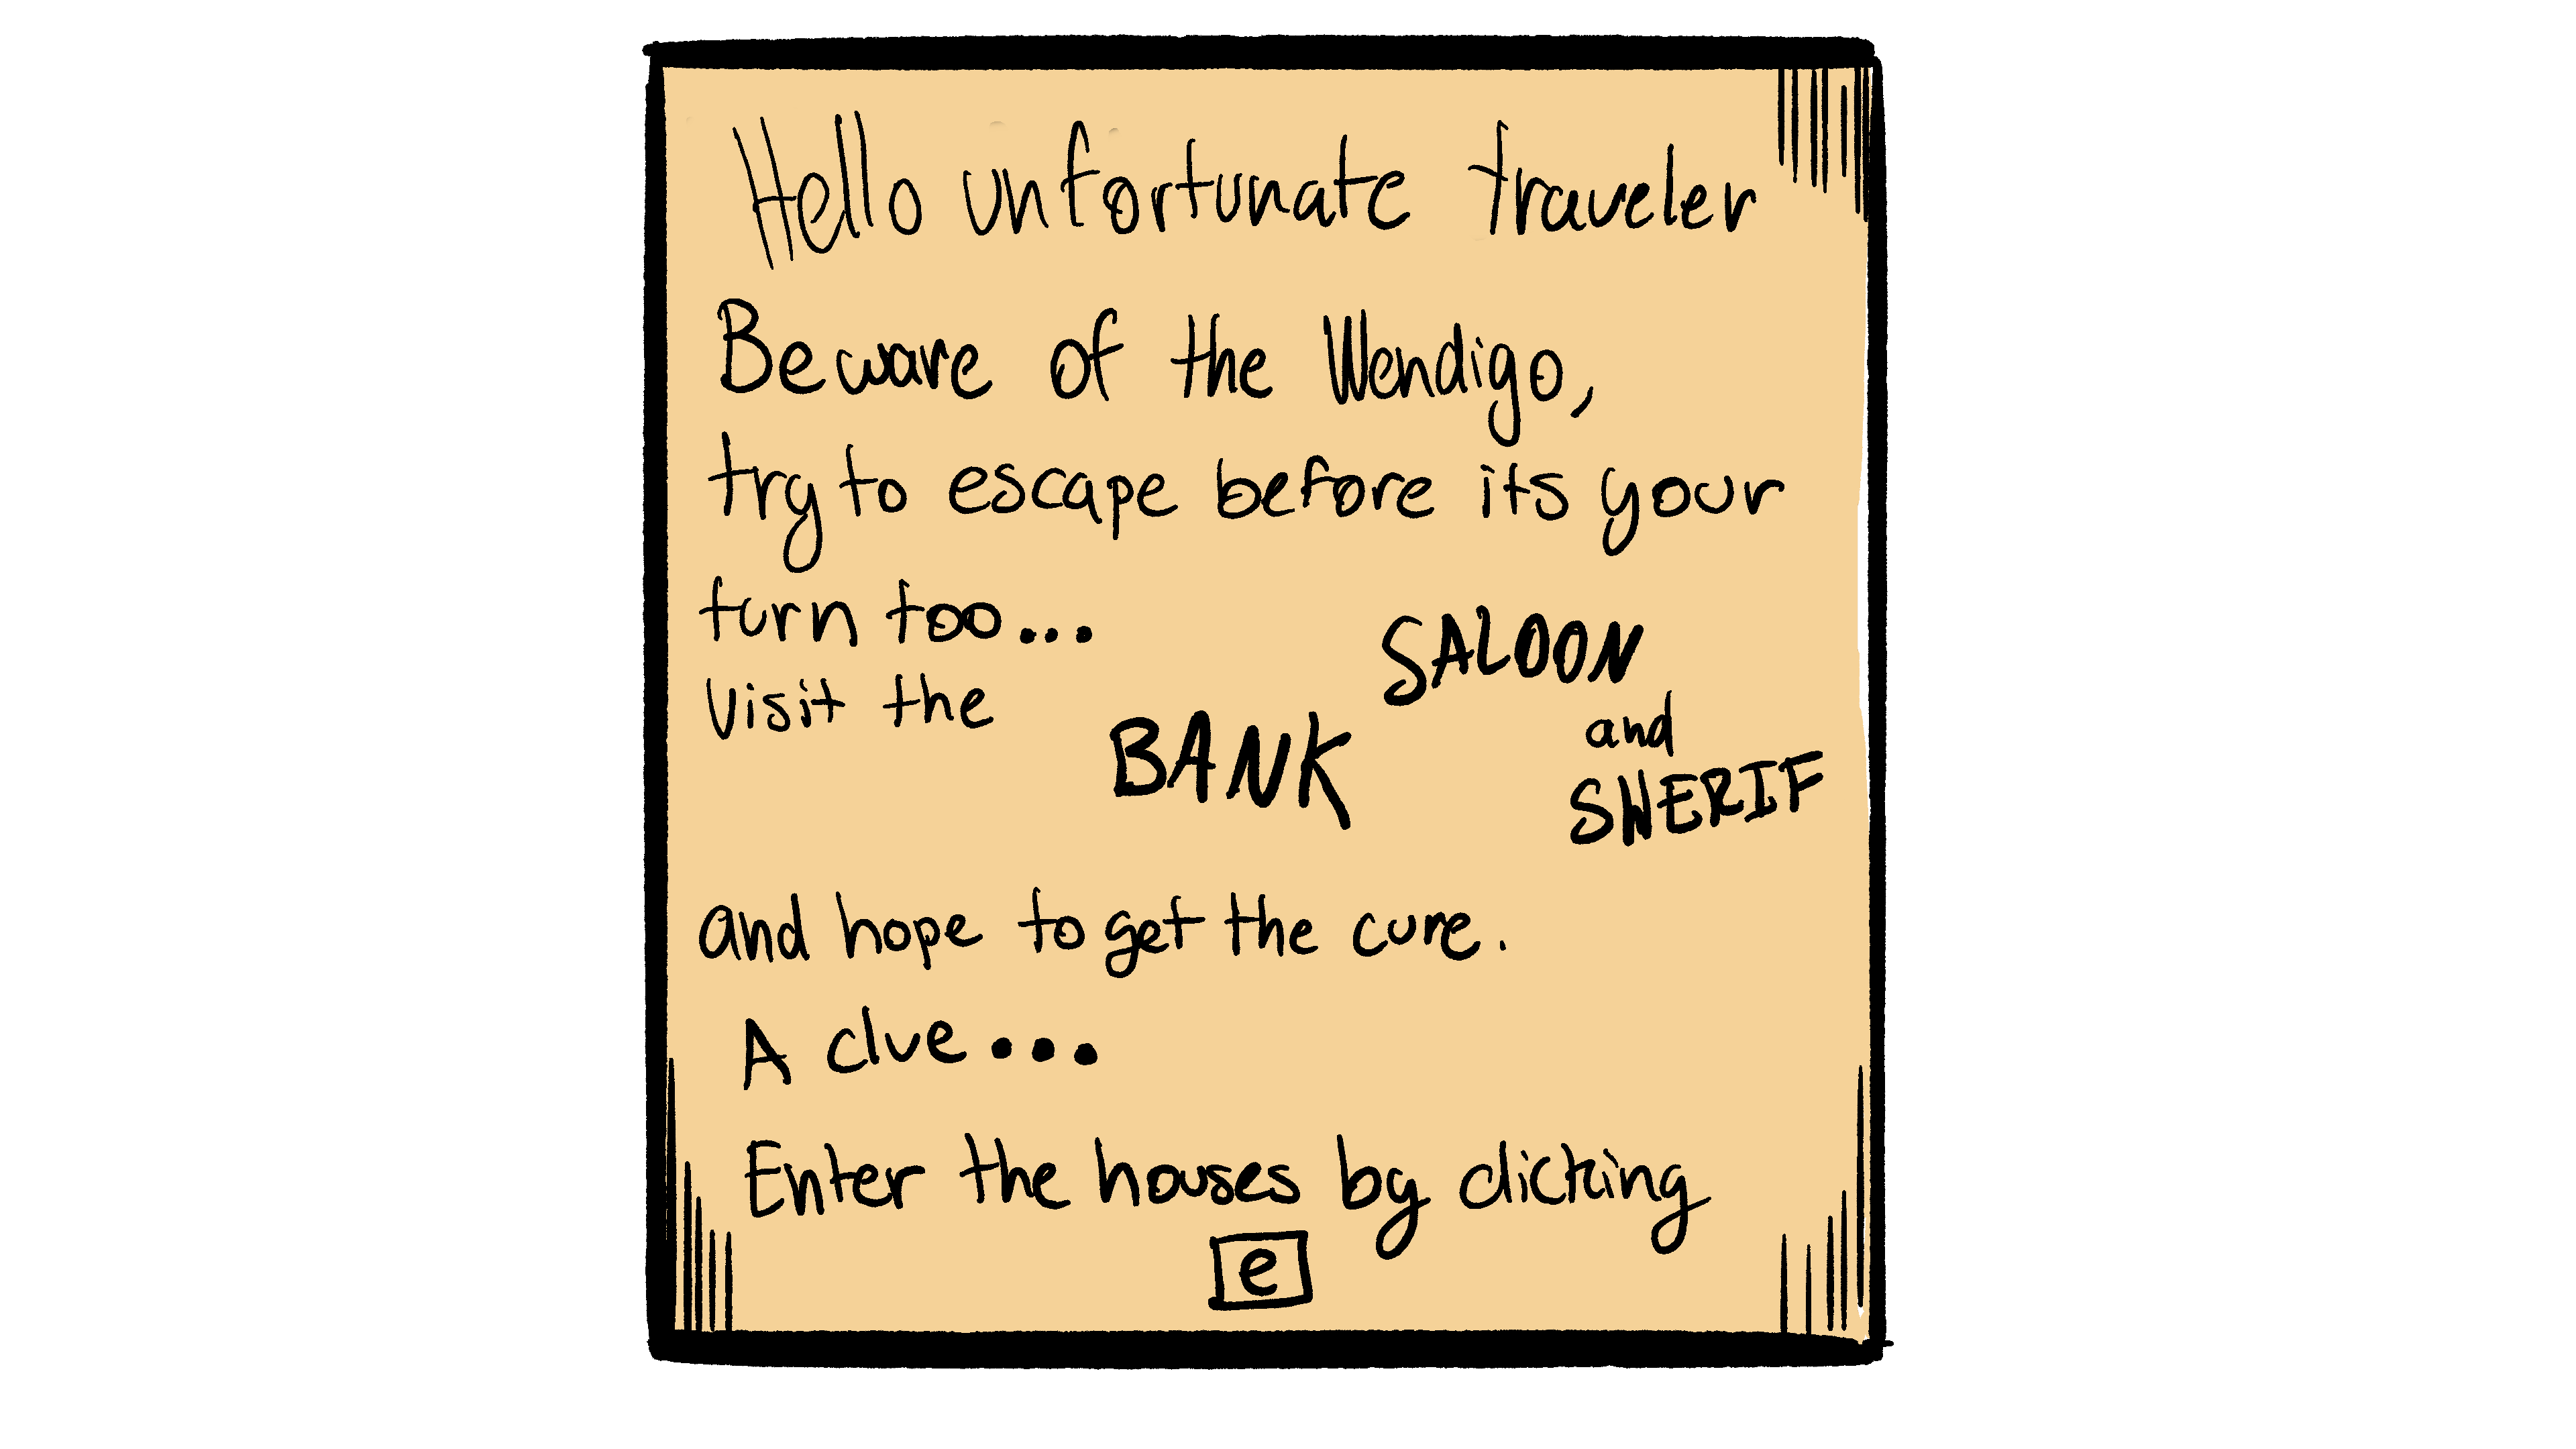 Hello unfortunate traveler
Beware of the Wendigo,
try to escape before its your
turn too...
visit the
BANK
SALOON
and
SHERIF
and hope to get the cure.
A clue...
Enter the houses by clicking
e